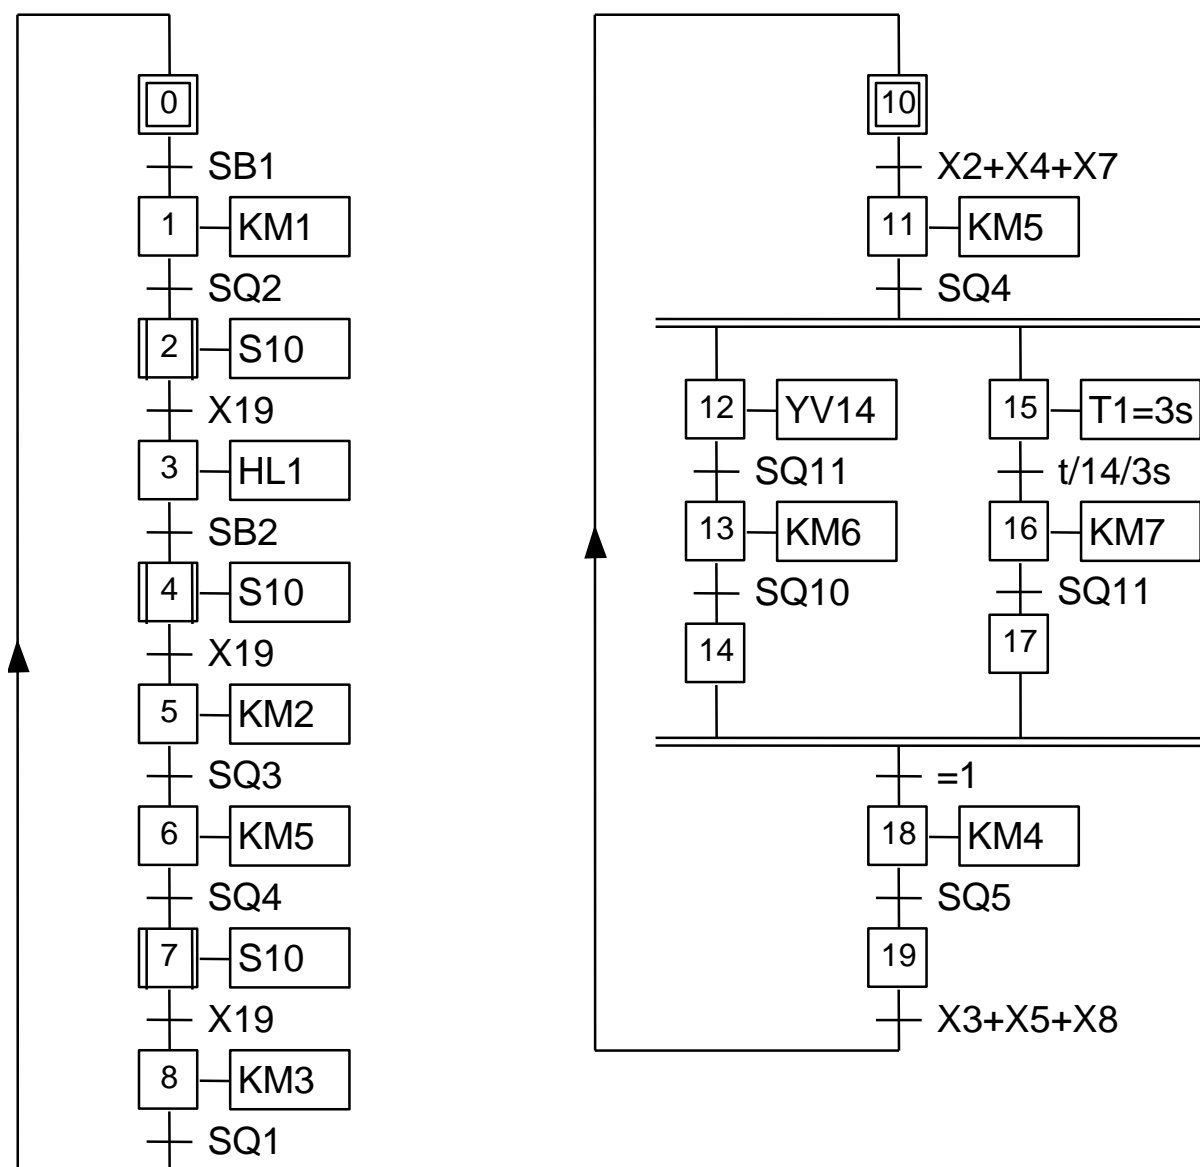 0
SB1
1 KM1
SQ2
2 S10
X19
3 HL1
SB2
4 S10
X19
5 KM2
SQ3
6 KM5
SQ4
7 S10
X19
8 KM3
SQ1
10
X2+X4+X7
11 KM5
SQ4
12 YV14
SQ11
13 KM6
SQ10
14
15 T1=3s
t/14/3s
16 KM7
SQ11
17
=1
18 KM4
SQ5
19
X3+X5+X8